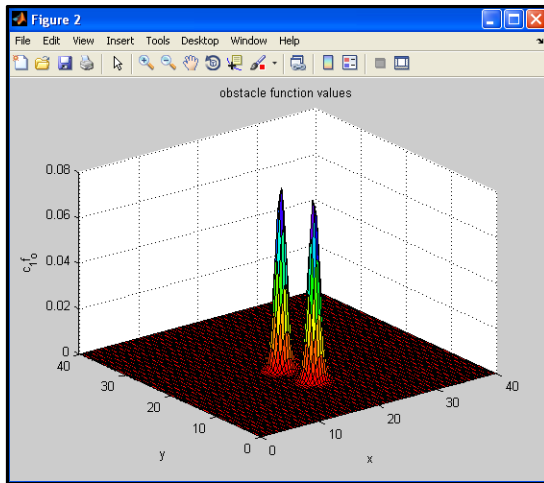 Figure 2
File Edit View Insert Tools Desktop Window Help
obstacle function values
0.08
0.06
0.04
0.02
0
c₁fₒ
40
30
20
10
0
y
0
10
20
30
40
x